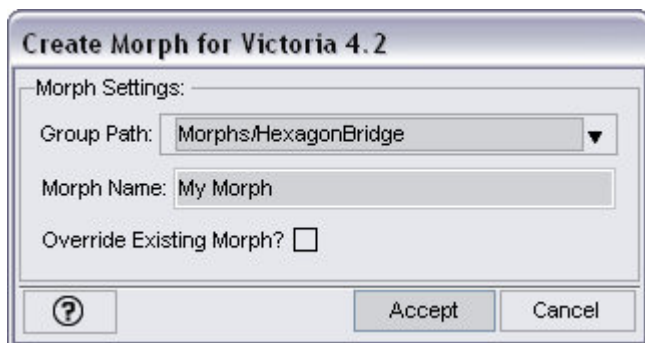 Create Morph for Victoria 4.2
Morph Settings:
Group Path: Morphs/HexagonBridge
Morph Name: My Morph
Override Existing Morph?
? Accept Cancel